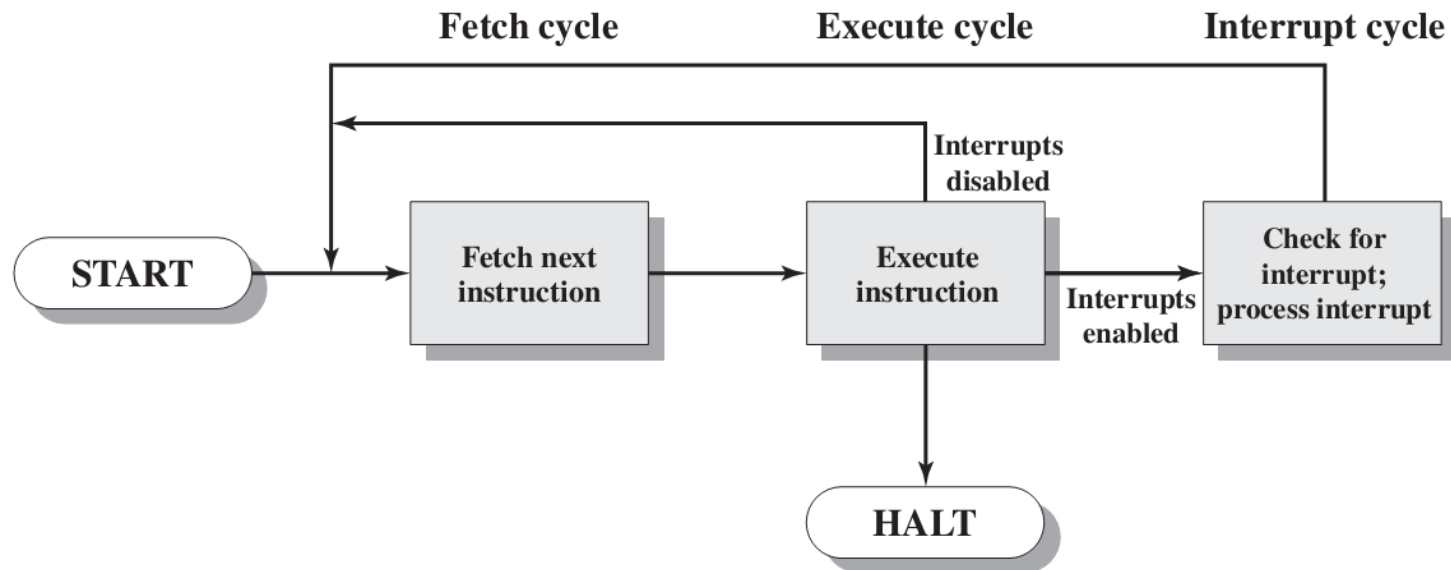 Fetch cycle
Execute cycle
Interrupt cycle
Interrupts
disabled
START
Fetch next
instruction
Execute
instruction
Interrupts
enabled
Check for
interrupt;
process interrupt
HALT